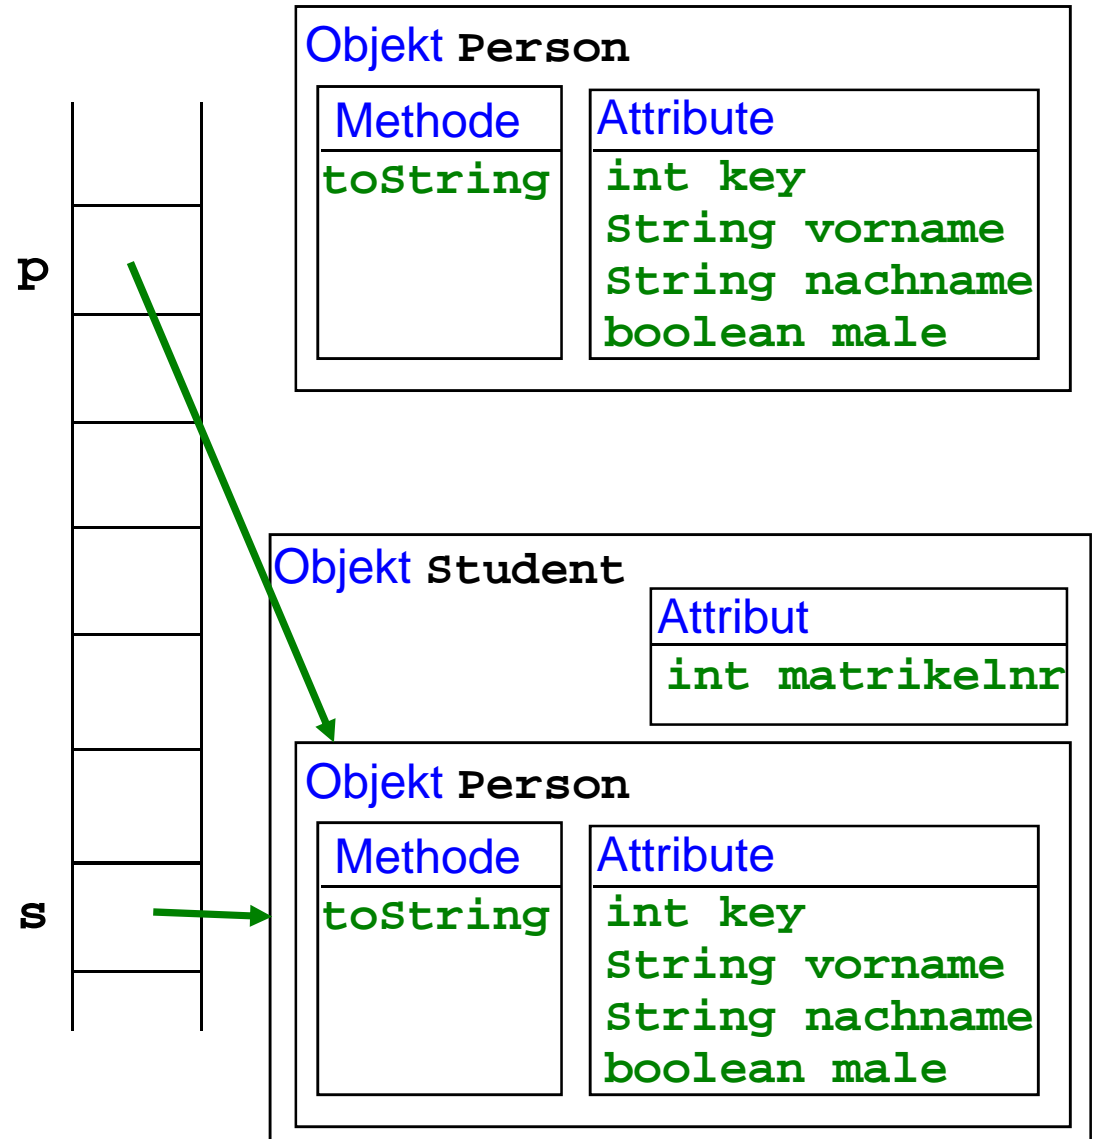 Objekt Person
Methode
toString
Attribute
int key
String vorname
String nachname
boolean male
p
Objekt Student
Attribut
int matrikelnr
Objekt Person
Methode
toString
Attribute
int key
String vorname
String nachname
boolean male
s